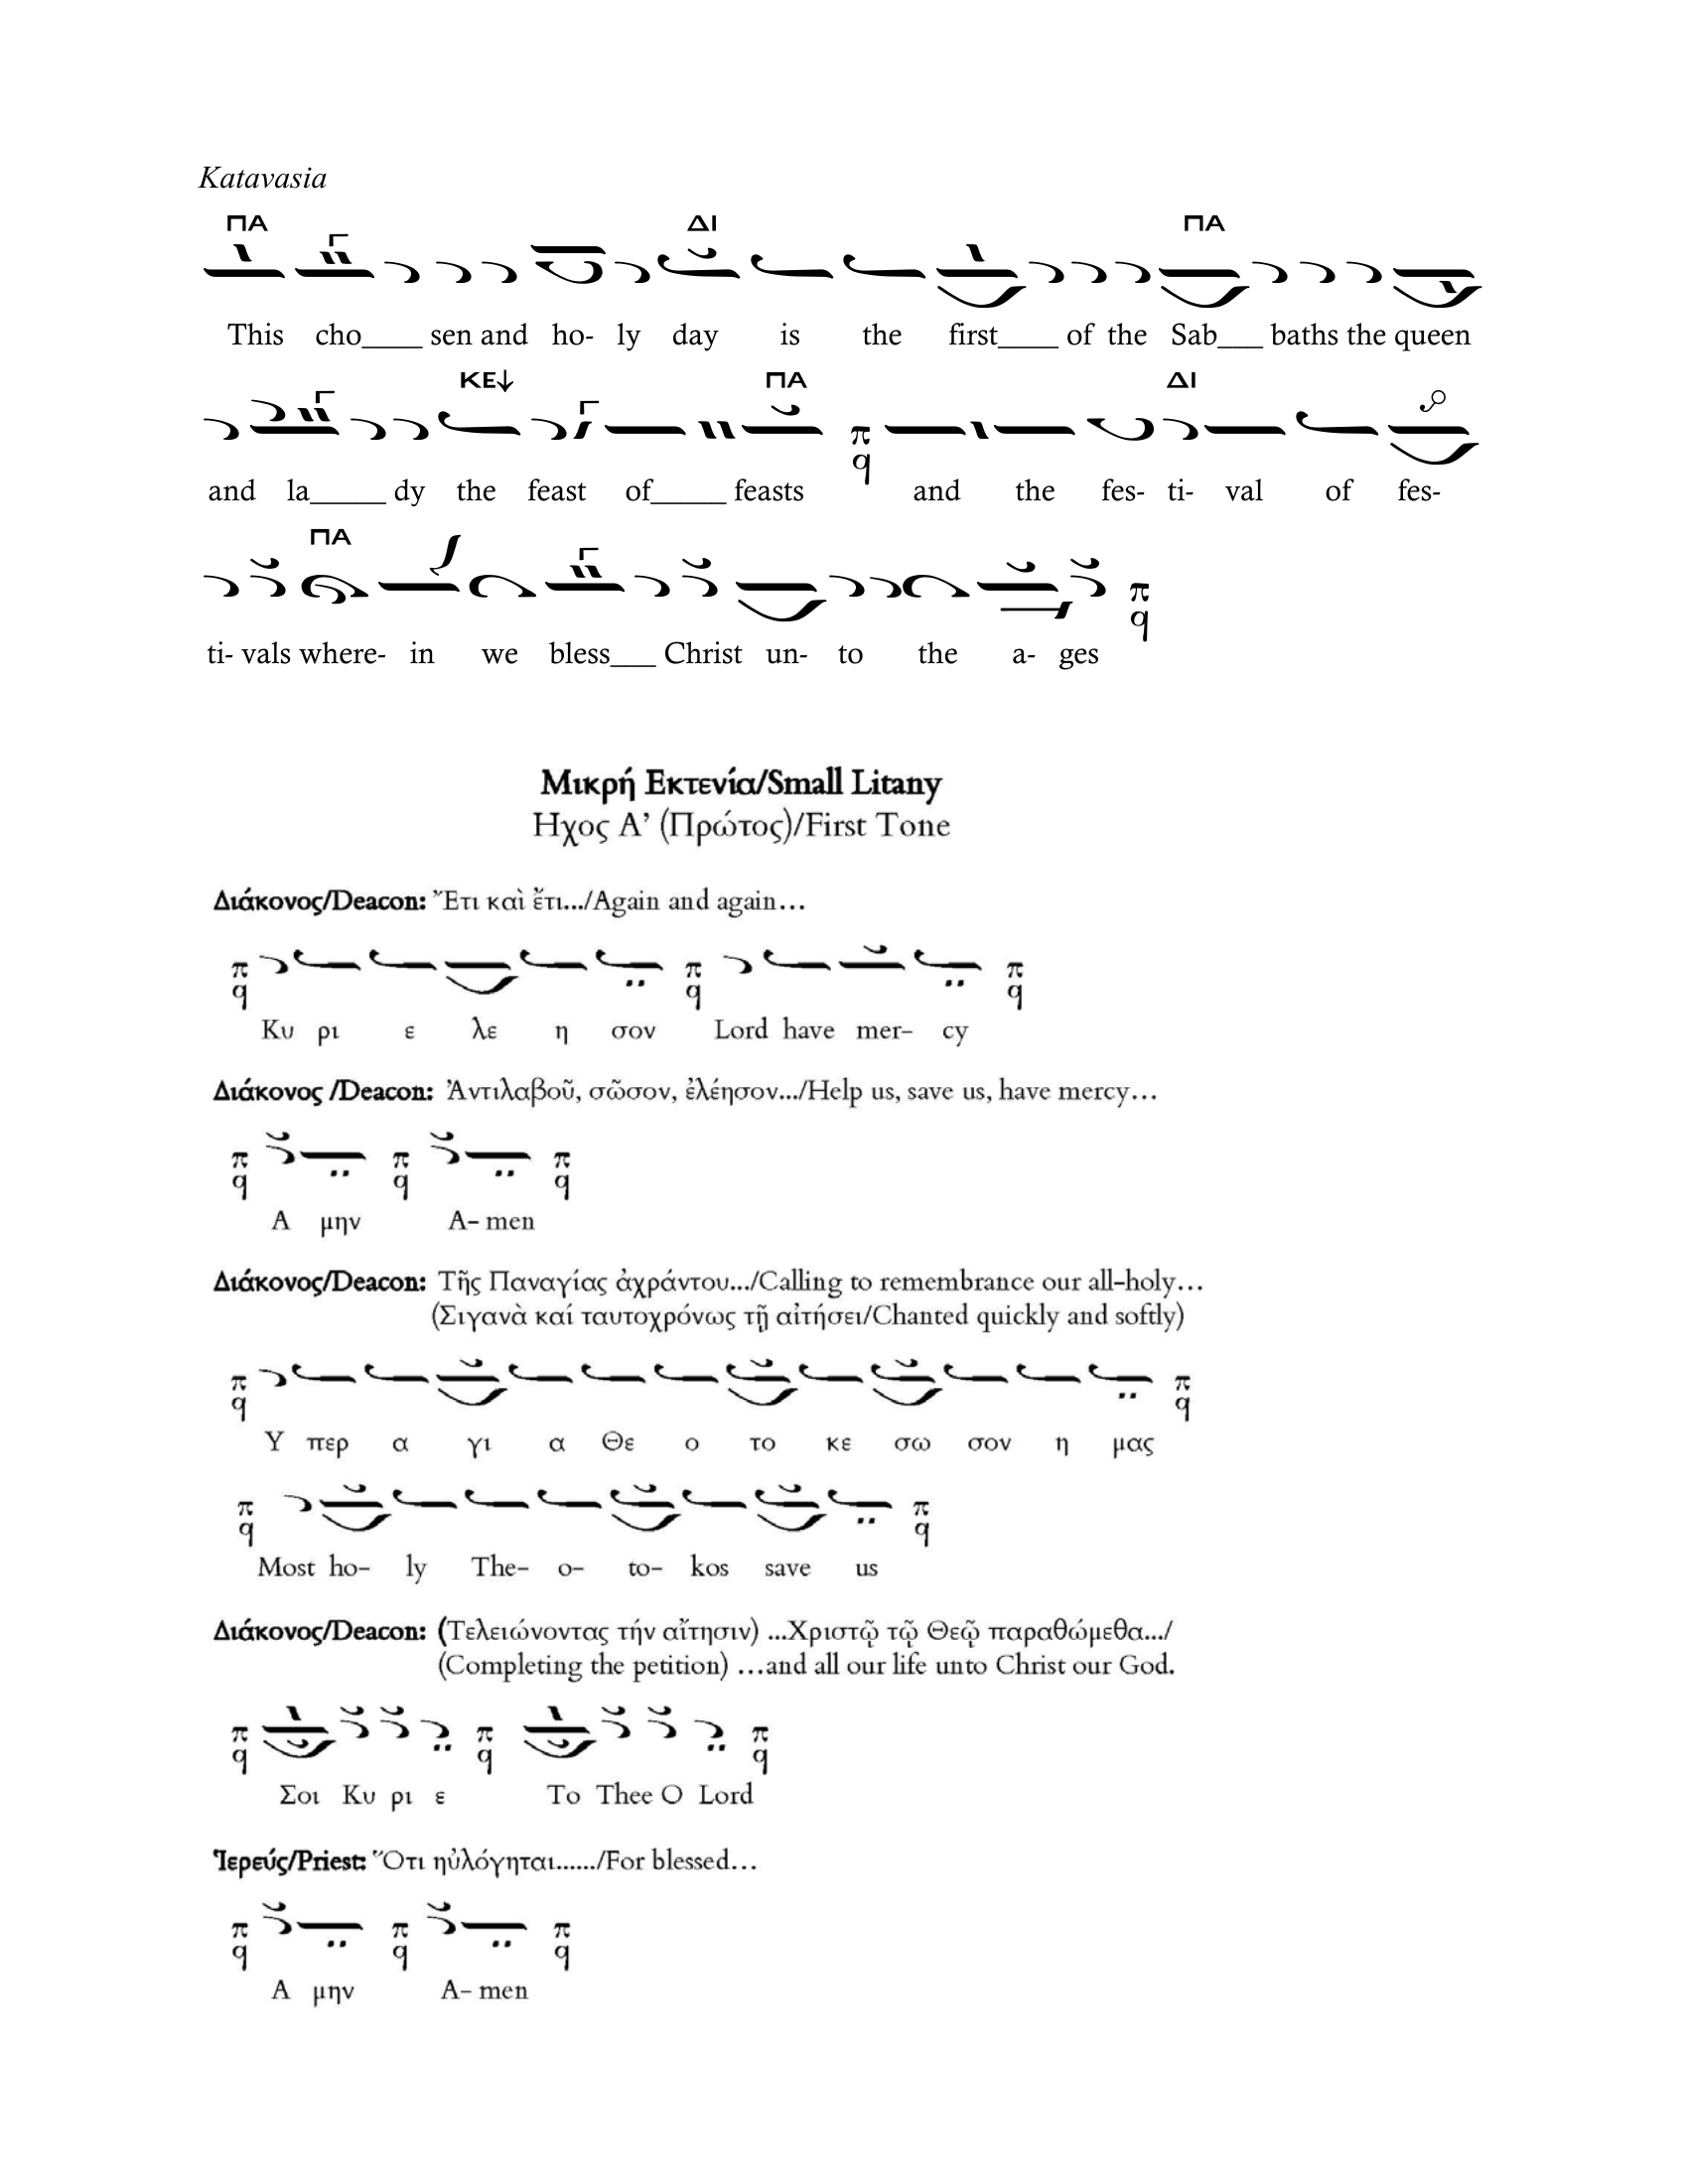 Katavasia
ΠΑ ΔΙ ΠΑ
This cho____ sen and ho- ly day is the first____ of the Sab___ baths the queen
ΚΕ↓ ΠΑ ΔΙ
and la_____ dy the feast of_____ feasts π q and the fes- ti- val of fes-
ΠΑ
ti- vals where- in we bless___ Christ un- to the a- ges π q
Μικρή Εκτενία/Small Litany
Ηχος Α’ (Πρώτος)/First Tone
Διάκονος/Deacon: Ἔτι καὶ ἔτι.../Again and again…
π q π q π q
Κυ ρι ε λε η σον Lord have mer- cy
Διάκονος /Deacon: Ἀντιλαβοῦ, σῶσον, ἐλέησον.../Help us, save us, have mercy…
π q π q π q
Α μην A- men
Διάκονος/Deacon: Τῆς Παναγίας ἀχράντου.../Calling to remembrance our all-holy…
(Σιγανὰ καί ταυτοχρόνως τῇ αἰτήσει/Chanted quickly and softly)
π q π q
Υ περ α γι α Θε ο το κε σω σον η μας
π q π q
Most ho- ly The- o- to- kos save us
Διάκονος/Deacon: (Τελειώνοντας τήν αἴτησιν) ...Χριστῷ τῷ Θεῷ παραθώμεθα.../
(Completing the petition) …and all our life unto Christ our God.
π q π q π q
Σοι Κυ ρι ε To Thee O Lord
Ἱερεύς/Priest: Ὅτι ηὐλόγηται....../For blessed…
π q π q π q
Α μην A- men